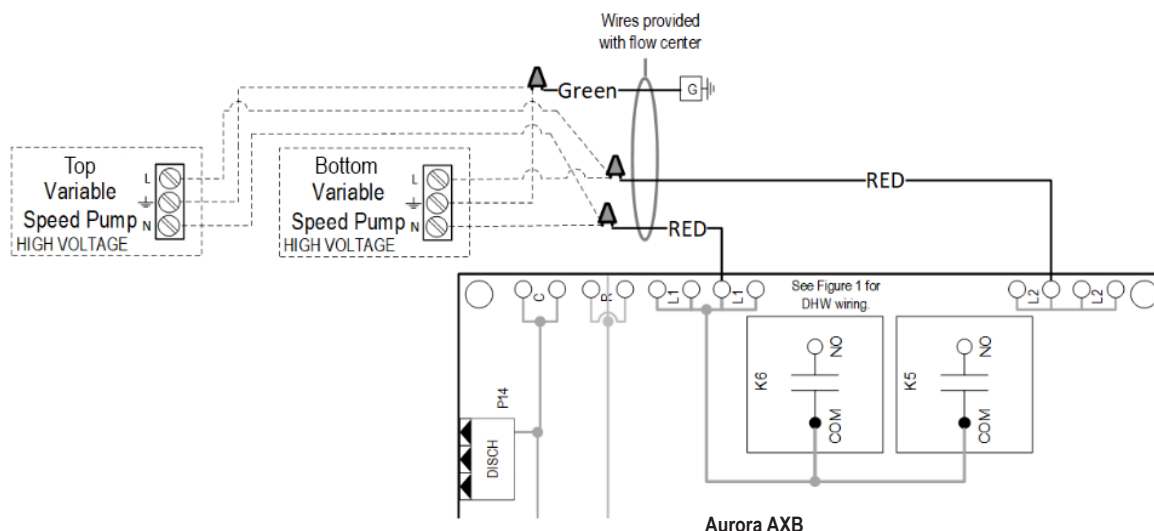 Wires provided
with flow center
Green
G
Top
Variable
Speed Pump
HIGH VOLTAGE
L
N
Bottom
Variable
Speed Pump
HIGH VOLTAGE
L
N
RED
RED
C
R
L1
L1
See Figure 1 for
DHW wiring.
L2
L2
K6
NO
COM
K5
NO
COM
P14
DISCH
Aurora AXB